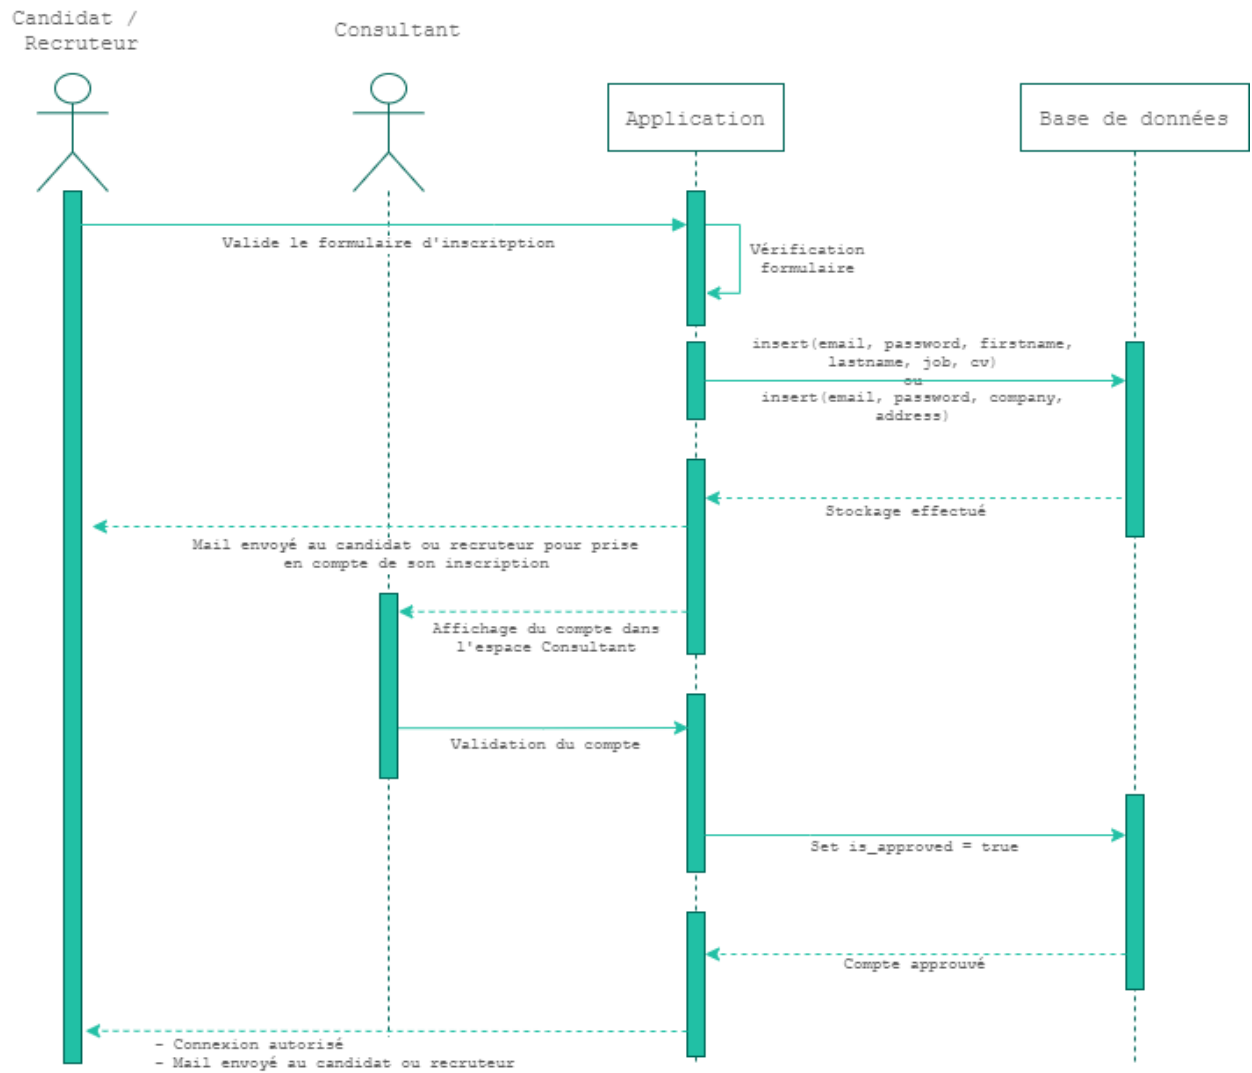 Candidat /
Recruteur
Consultant
Application
Base de données
Valide le formulaire d'inscritption
Vérification
formulaire
insert(email, password, firstname,
lastname, job, cv)
ou
insert(email, password, company,
address)
Stockage effectué
Mail envoyé au candidat ou recruteur pour prise
en compte de son inscription
Affichage du compte dans
l'espace Consultant
Validation du compte
Set is_approved = true
Compte approuvé
- Connexion autorisé
- Mail envoyé au candidat ou recruteur